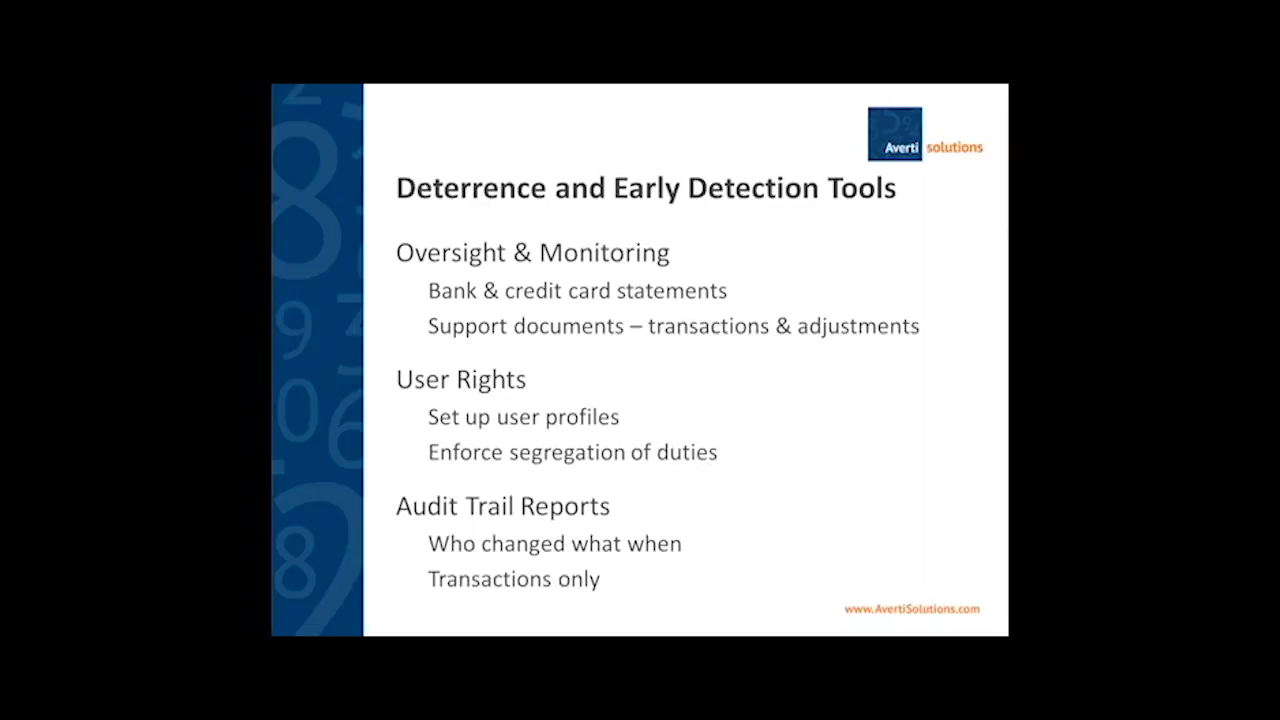 Averti solutions
Deterrence and Early Detection Tools
Oversight & Monitoring
Bank & credit card statements
Support documents – transactions & adjustments
User Rights
Set up user profiles
Enforce segregation of duties
Audit Trail Reports
Who changed what when
Transactions only
www.AvertiSolutions.com